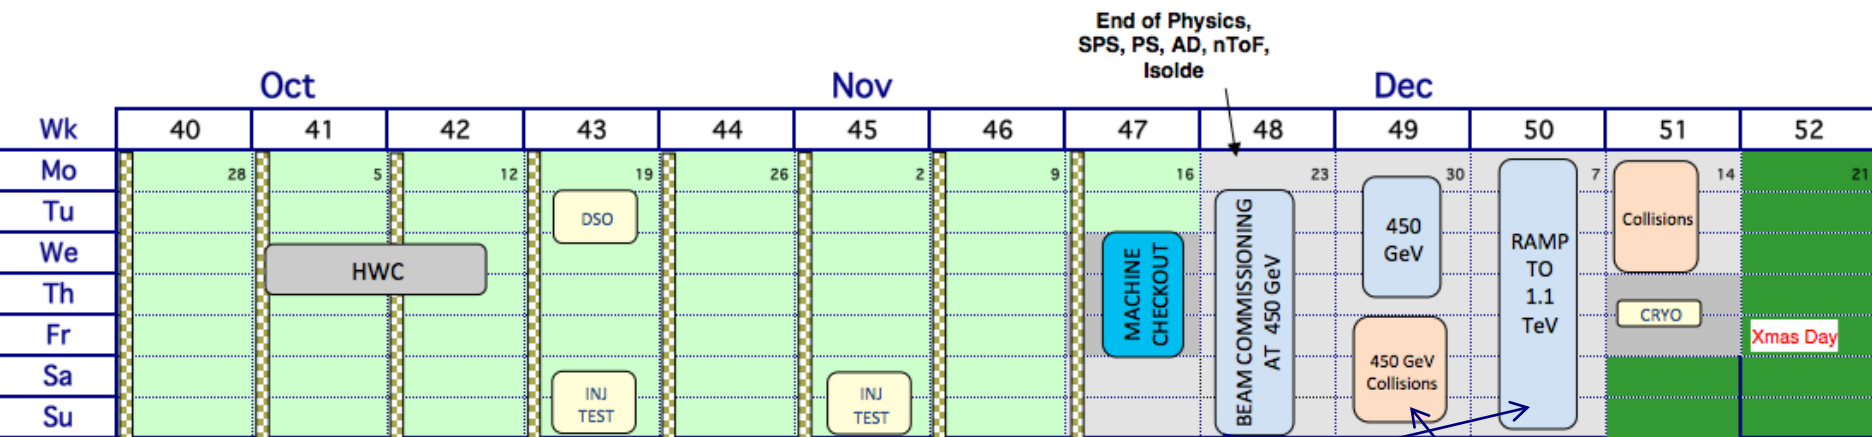 End of Physics,
SPS, PS, AD, nToF,
Isolde
Oct Nov Dec
Wk 40 41 42 43 44 45 46 47 48 49 50 51 52
Mo 28 5 12 19 26 2 9 16 23 30 7 14 21
Tu
We
Th
Fr
Sa
Su
HWC
DSO
INJ
TEST
INJ
TEST
MACHINE
CHECKOUT
BEAM COMMISSIONING
AT 450 GeV
450
GeV
450 GeV
Collisions
RAMP
TO
1.1
TeV
Collisions
CRYO
Xmas Day